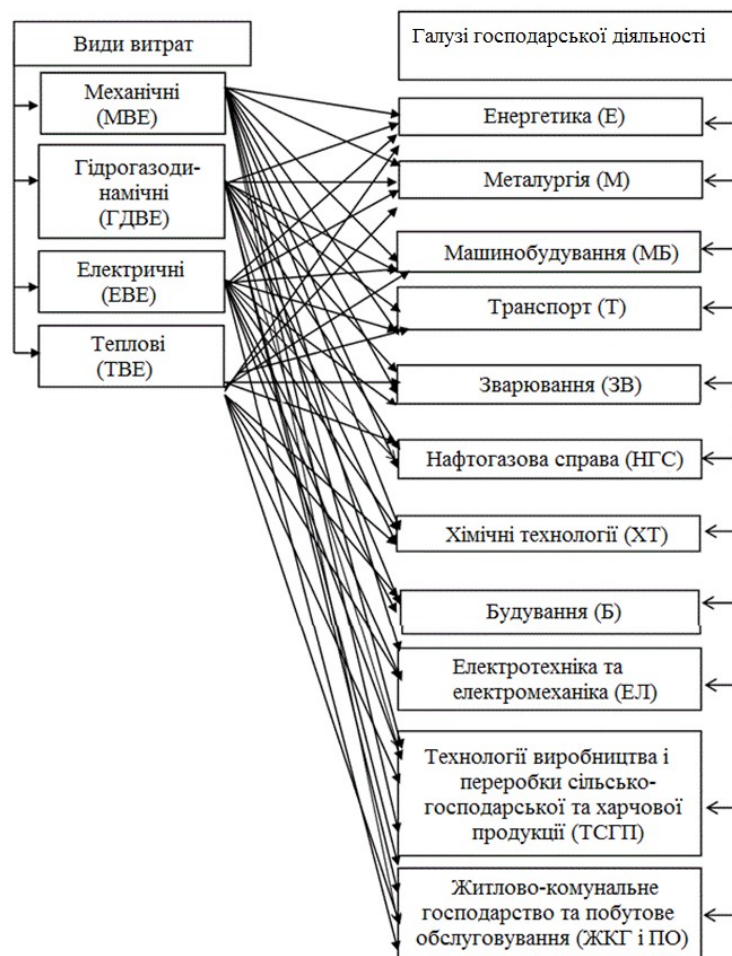 Види витрат
Механічні
(МВЕ)
Гідрогазоди-
намічні
(ГДВЕ)
Електричні
(ЕВЕ)
Теплові
(ТВЕ)
Галузі господарської діяльності
Енергетика (Е)
Металургія (М)
Машинобудування (МБ)
Транспорт (Т)
Зварювання (ЗВ)
Нафтогазова справа (НГС)
Хімічні технології (ХТ)
Будування (Б)
Електротехніка та
електромеханіка (ЕЛ)
Технології виробництва і
переробки сільсько-
господарської та харчової
продукції (ТСГП)
Житлово-комунальне
господарство та побутове
обслуговування (ЖКГ і ПО)